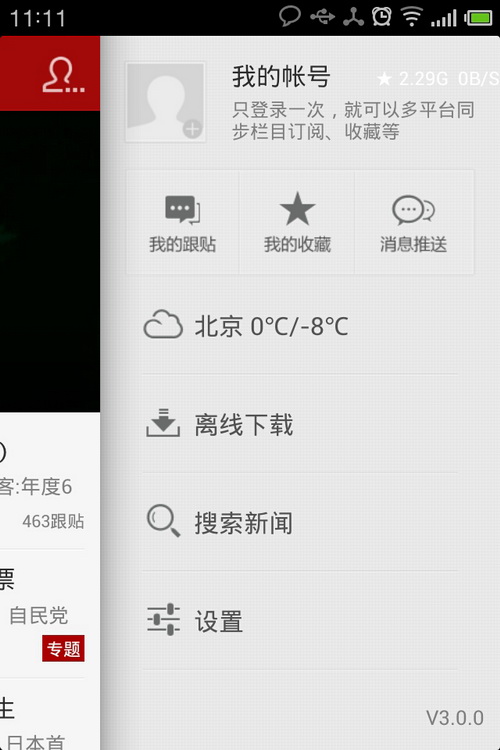 11:11
我的帐号
★ 2.29G 0B/S
只登录一次，就可以多平台同
步栏目订阅、收藏等
我的跟贴
我的收藏
消息推送
北京 0℃/-8℃
离线下载
搜索新闻
设置
V3.0.0
)
客:年度6
463跟贴
票
自民党
专题
生
日本首